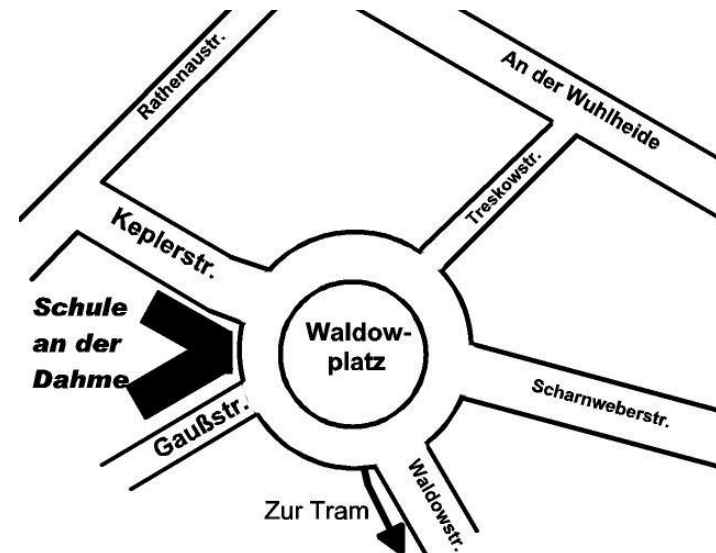 Rathenaustr.
An der Wuhlheide
Treskowstr.
Keplerstr.
Schule
an der
Dahme
Waldow-
platz
Scharnweberstr.
Gaußstr.
Waldowstr.
Zur Tram